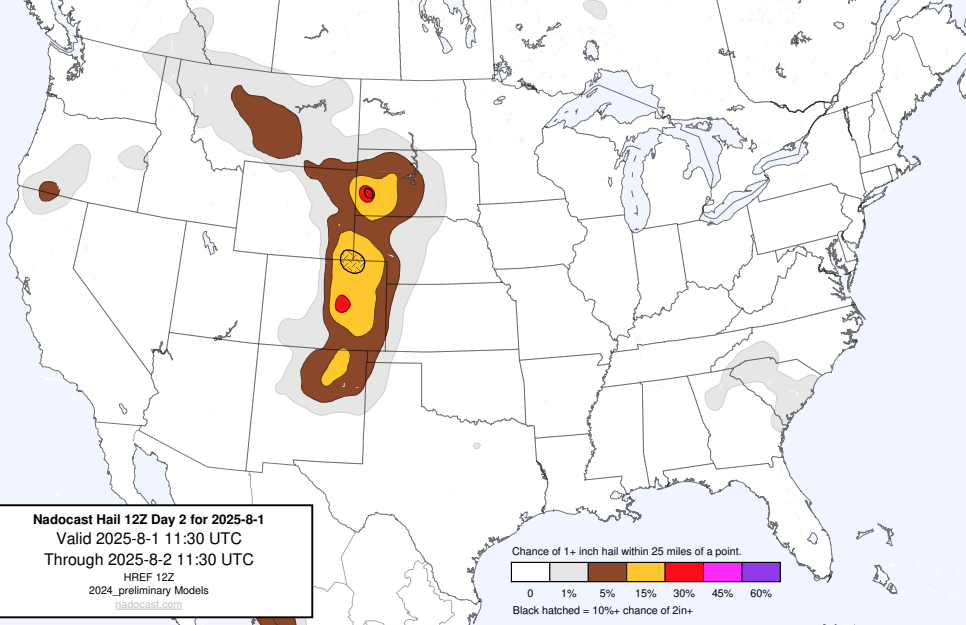 Nadocast Hail 12Z Day 2 for 2025-8-1
Valid 2025-8-1 11:30 UTC
Through 2025-8-2 11:30 UTC
HREF 12Z
2024_preliminary Models
nadocast.com
Chance of 1+ inch hail within 25 miles of a point.
0 1% 5% 15% 30% 45% 60%
Black hatched = 10%+ chance of 2in+